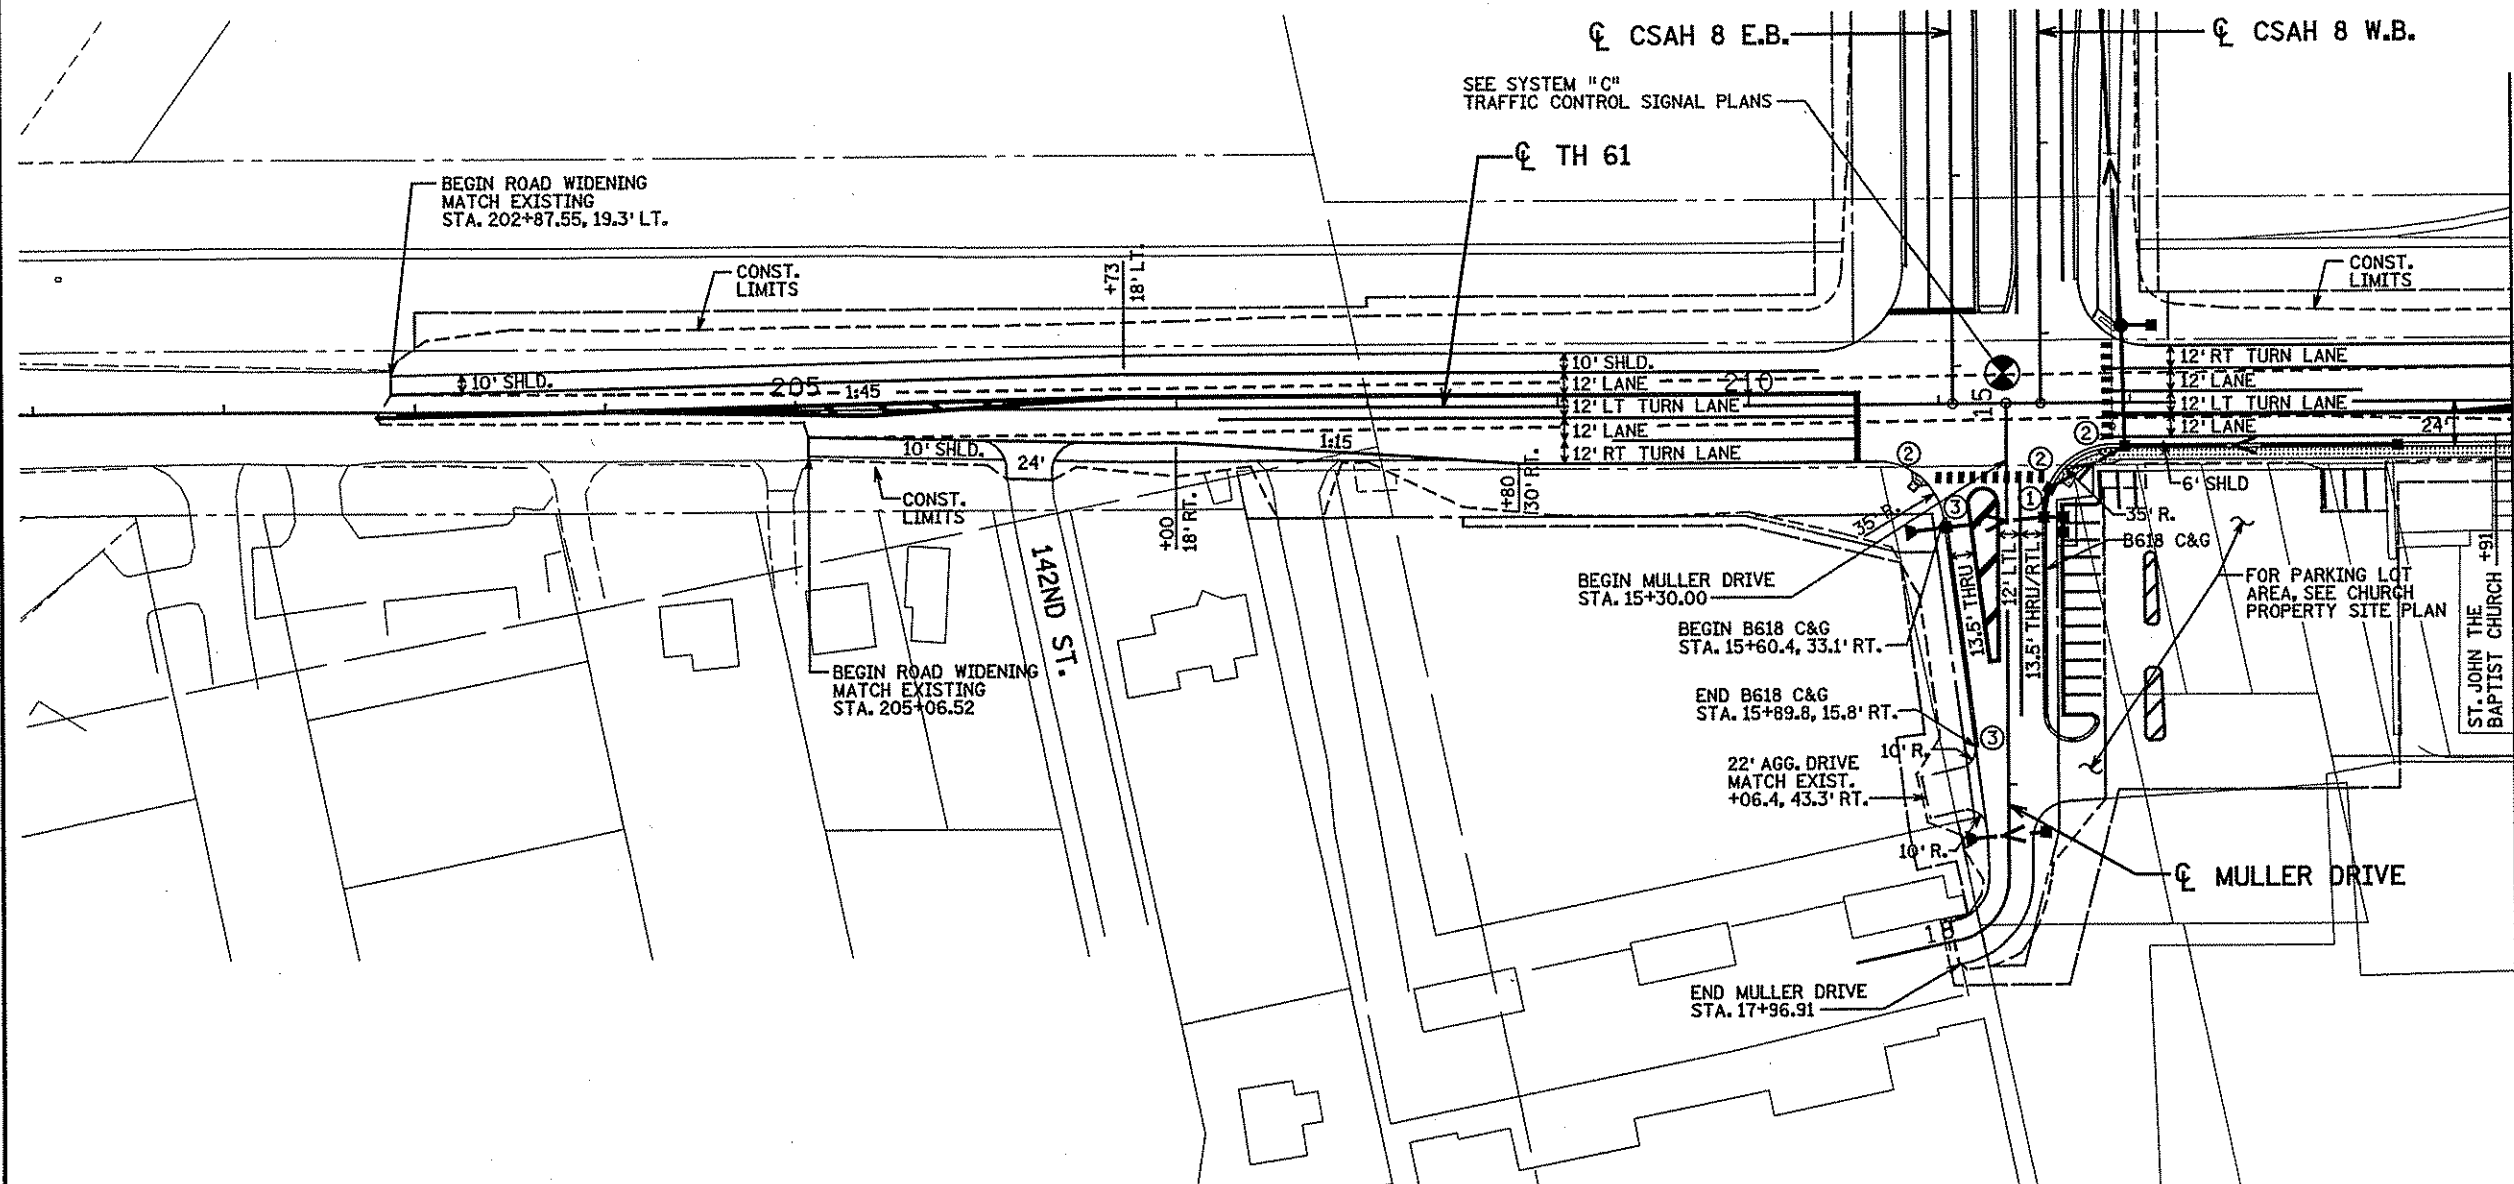 ℄ CSAH 8 E.B.
℄ CSAH 8 W.B.
SEE SYSTEM "C"
TRAFFIC CONTROL SIGNAL PLANS
℄ TH 61
BEGIN ROAD WIDENING
MATCH EXISTING
STA. 202+87.55, 19.3' LT.
CONST.
LIMITS
+73
18' LT.
CONST.
LIMITS
10' SHLD.
205
1:45
10' SHLD.
12' LANE
210
12' LT TURN LANE
12' LANE
12' RT TURN LANE
15
12' RT TURN LANE
12' LANE
12' LT TURN LANE
12' LANE
24'
10' SHLD.
24'
1:15
CONST.
LIMITS
+00
18' RT.
+80
30' RT.
②
②
②
①
③
6' SHLD
35' R.
35' R.
B618 C&G
142ND ST.
BEGIN MULLER DRIVE
STA. 15+30.00
13.5' THRU
12' LTL
13.5' THRU/RTL
FOR PARKING LOT
AREA, SEE CHURCH
PROPERTY SITE PLAN
+91
ST. JOHN THE
BAPTIST CHURCH
BEGIN B618 C&G
STA. 15+60.4, 33.1' RT.
BEGIN ROAD WIDENING
MATCH EXISTING
STA. 205+06.52
END B618 C&G
STA. 15+89.8, 15.8' RT.
③
10' R.
22' AGG. DRIVE
MATCH EXIST.
+06.4, 43.3' RT.
10' R.
℄ MULLER DRIVE
18
END MULLER DRIVE
STA. 17+96.91